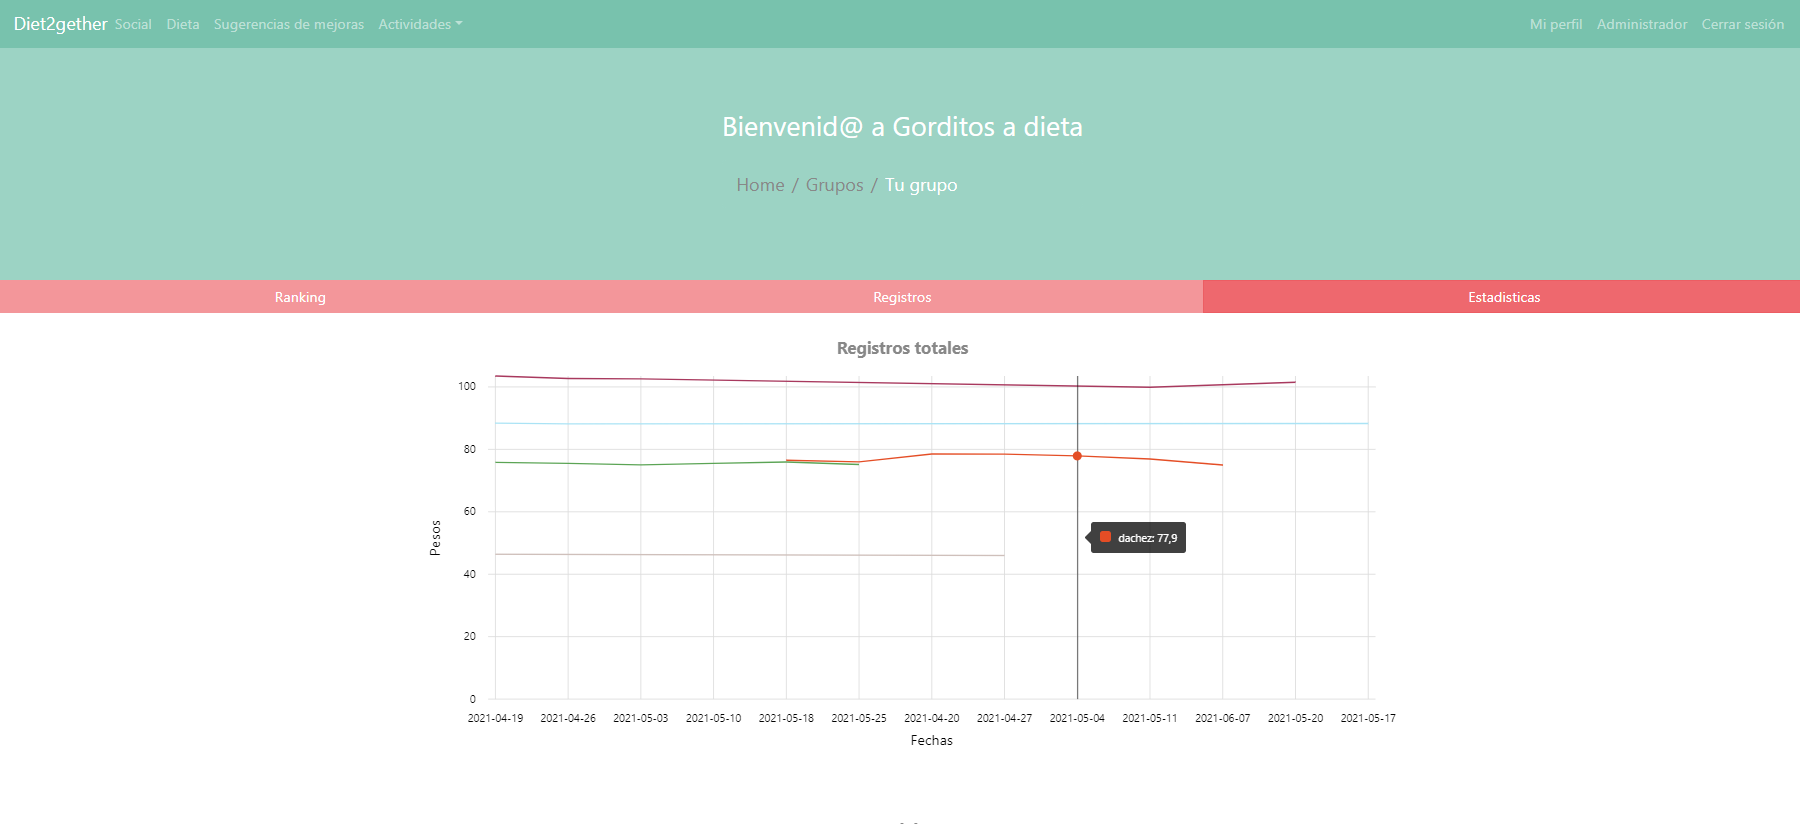 Diet2gether Social Dieta Sugerencias de mejoras Actividades Mi perfil Administrador Cerrar sesión
Bienvenid@ a Gorditos a dieta
Home / Grupos / Tu grupo
Ranking Registros Estadisticas
Registros totales
100
80
60
40
20
0
Pesos
dachez: 77,9
2021-04-19 2021-04-26 2021-05-03 2021-05-10 2021-05-18 2021-05-25 2021-04-20 2021-04-27 2021-05-04 2021-05-11 2021-06-07 2021-05-20 2021-05-17
Fechas